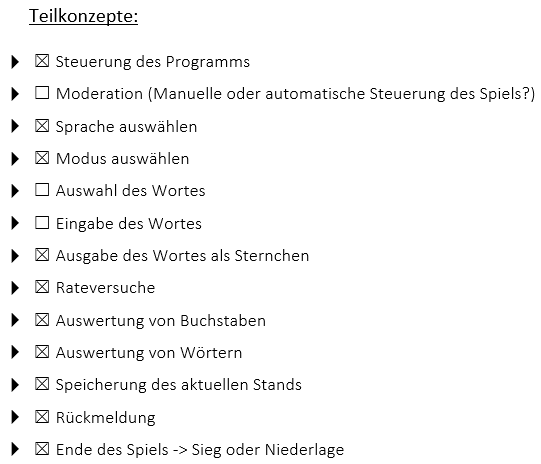 Teilkonzepte:
☒ Steuerung des Programms
☐ Moderation (Manuelle oder automatische Steuerung des Spiels?)
☒ Sprache auswählen
☒ Modus auswählen
☐ Auswahl des Wortes
☐ Eingabe des Wortes
☒ Ausgabe des Wortes als Sternchen
☒ Rateversuche
☒ Auswertung von Buchstaben
☒ Auswertung von Wörtern
☒ Speicherung des aktuellen Stands
☒ Rückmeldung
☒ Ende des Spiels -> Sieg oder Niederlage